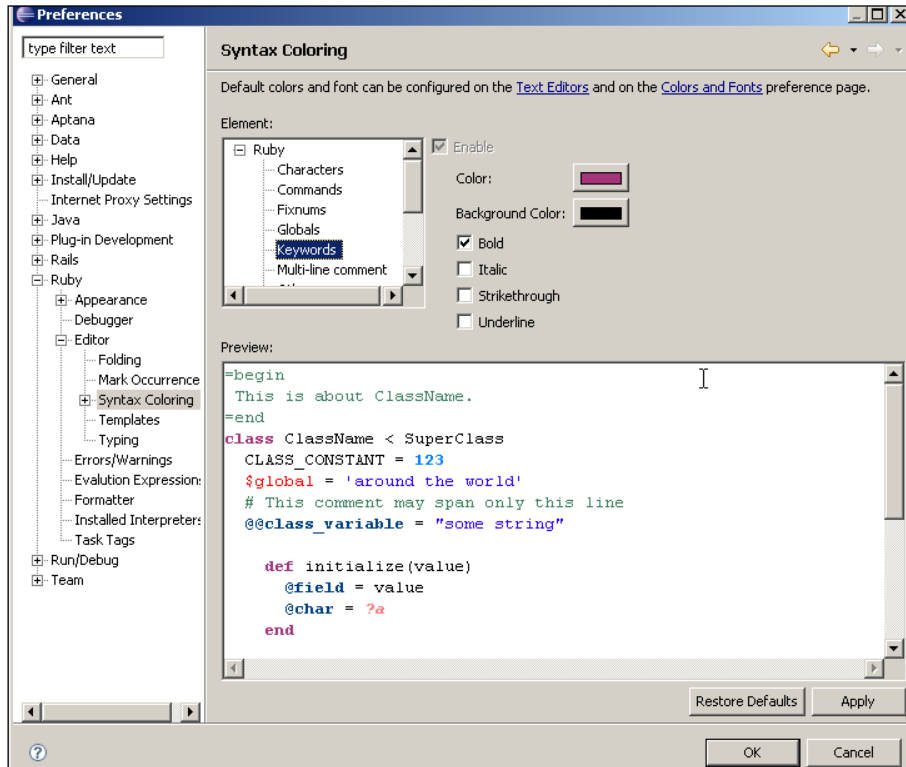 Preferences
type filter text
General
Ant
Aptana
Data
Help
Install/Update
Internet Proxy Settings
Java
Plug-in Development
Rails
Ruby
Appearance
Debugger
Editor
Folding
Mark Occurrence
Syntax Coloring
Templates
Typing
Errors/Warnings
Evalution Expression
Formatter
Installed Interpreter
Task Tags
Run/Debug
Team
Syntax Coloring
Default colors and font can be configured on the Text Editors and on the Colors and Fonts preference page.
Element:
Ruby
Characters
Commands
Fixnums
Globals
Keywords
Multi-line comment
Enable
Color:
Background Color:
Bold
Italic
Strikethrough
Underline
Preview:
=begin
This is about ClassName.
=end
class ClassName < SuperClass
CLASS_CONSTANT = 123
$global = 'around the world'
# This comment may span only this line
@@class_variable = "some string"
def initialize(value)
@field = value
@char = ?a
end
Restore Defaults
Apply
?
OK
Cancel